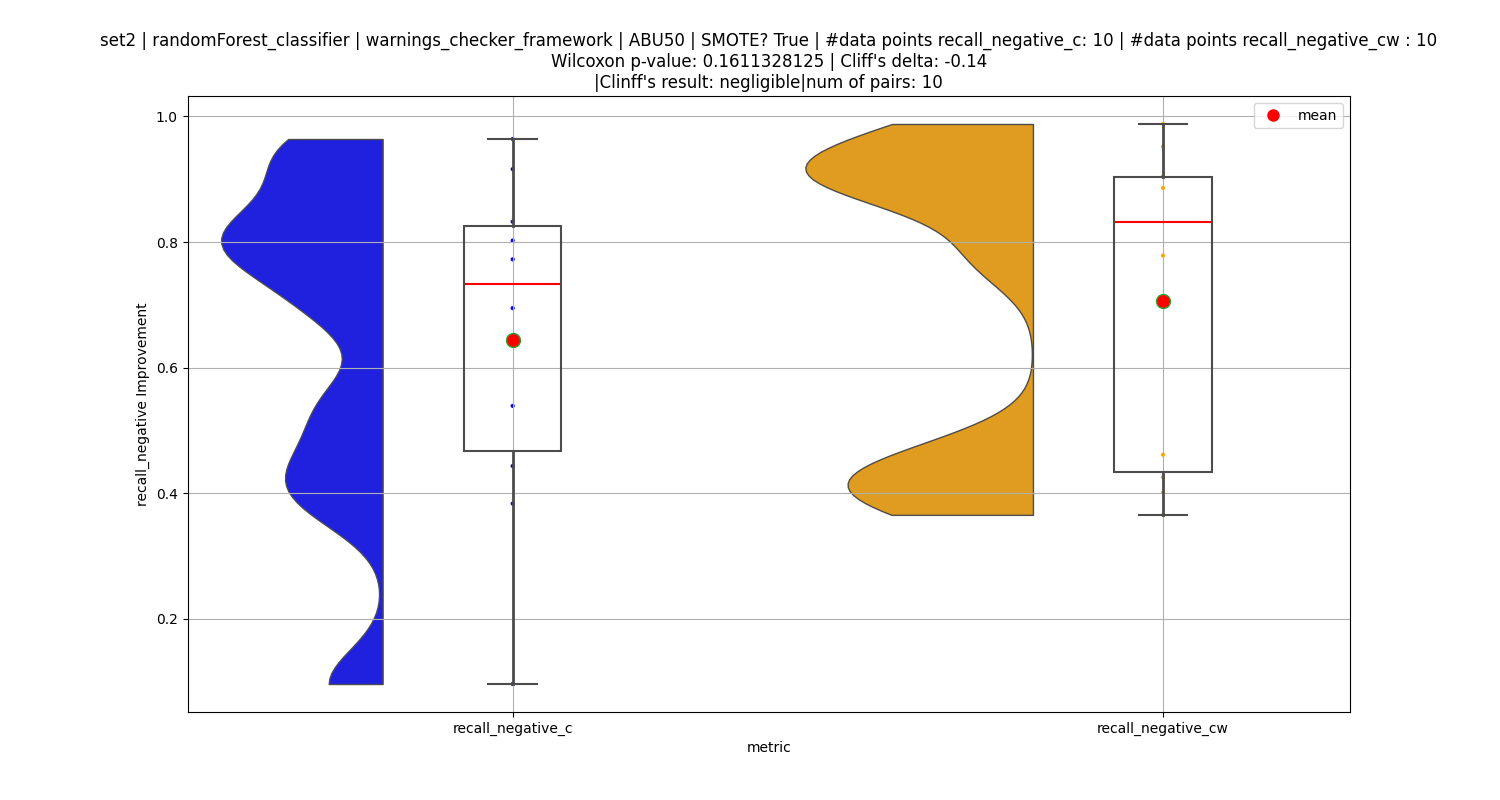 set2 | randomForest_classifier | warnings_checker_framework | ABU50 | SMOTE? True | #data points recall_negative_c: 10 | #data points recall_negative_cw : 10
Wilcoxon p-value: 0.1611328125 | Cliff's delta: -0.14
|Clinff's result: negligible|num of pairs: 10
mean
1.0
0.8
0.6
0.4
0.2
recall_negative Improvement
recall_negative_c
recall_negative_cw
metric